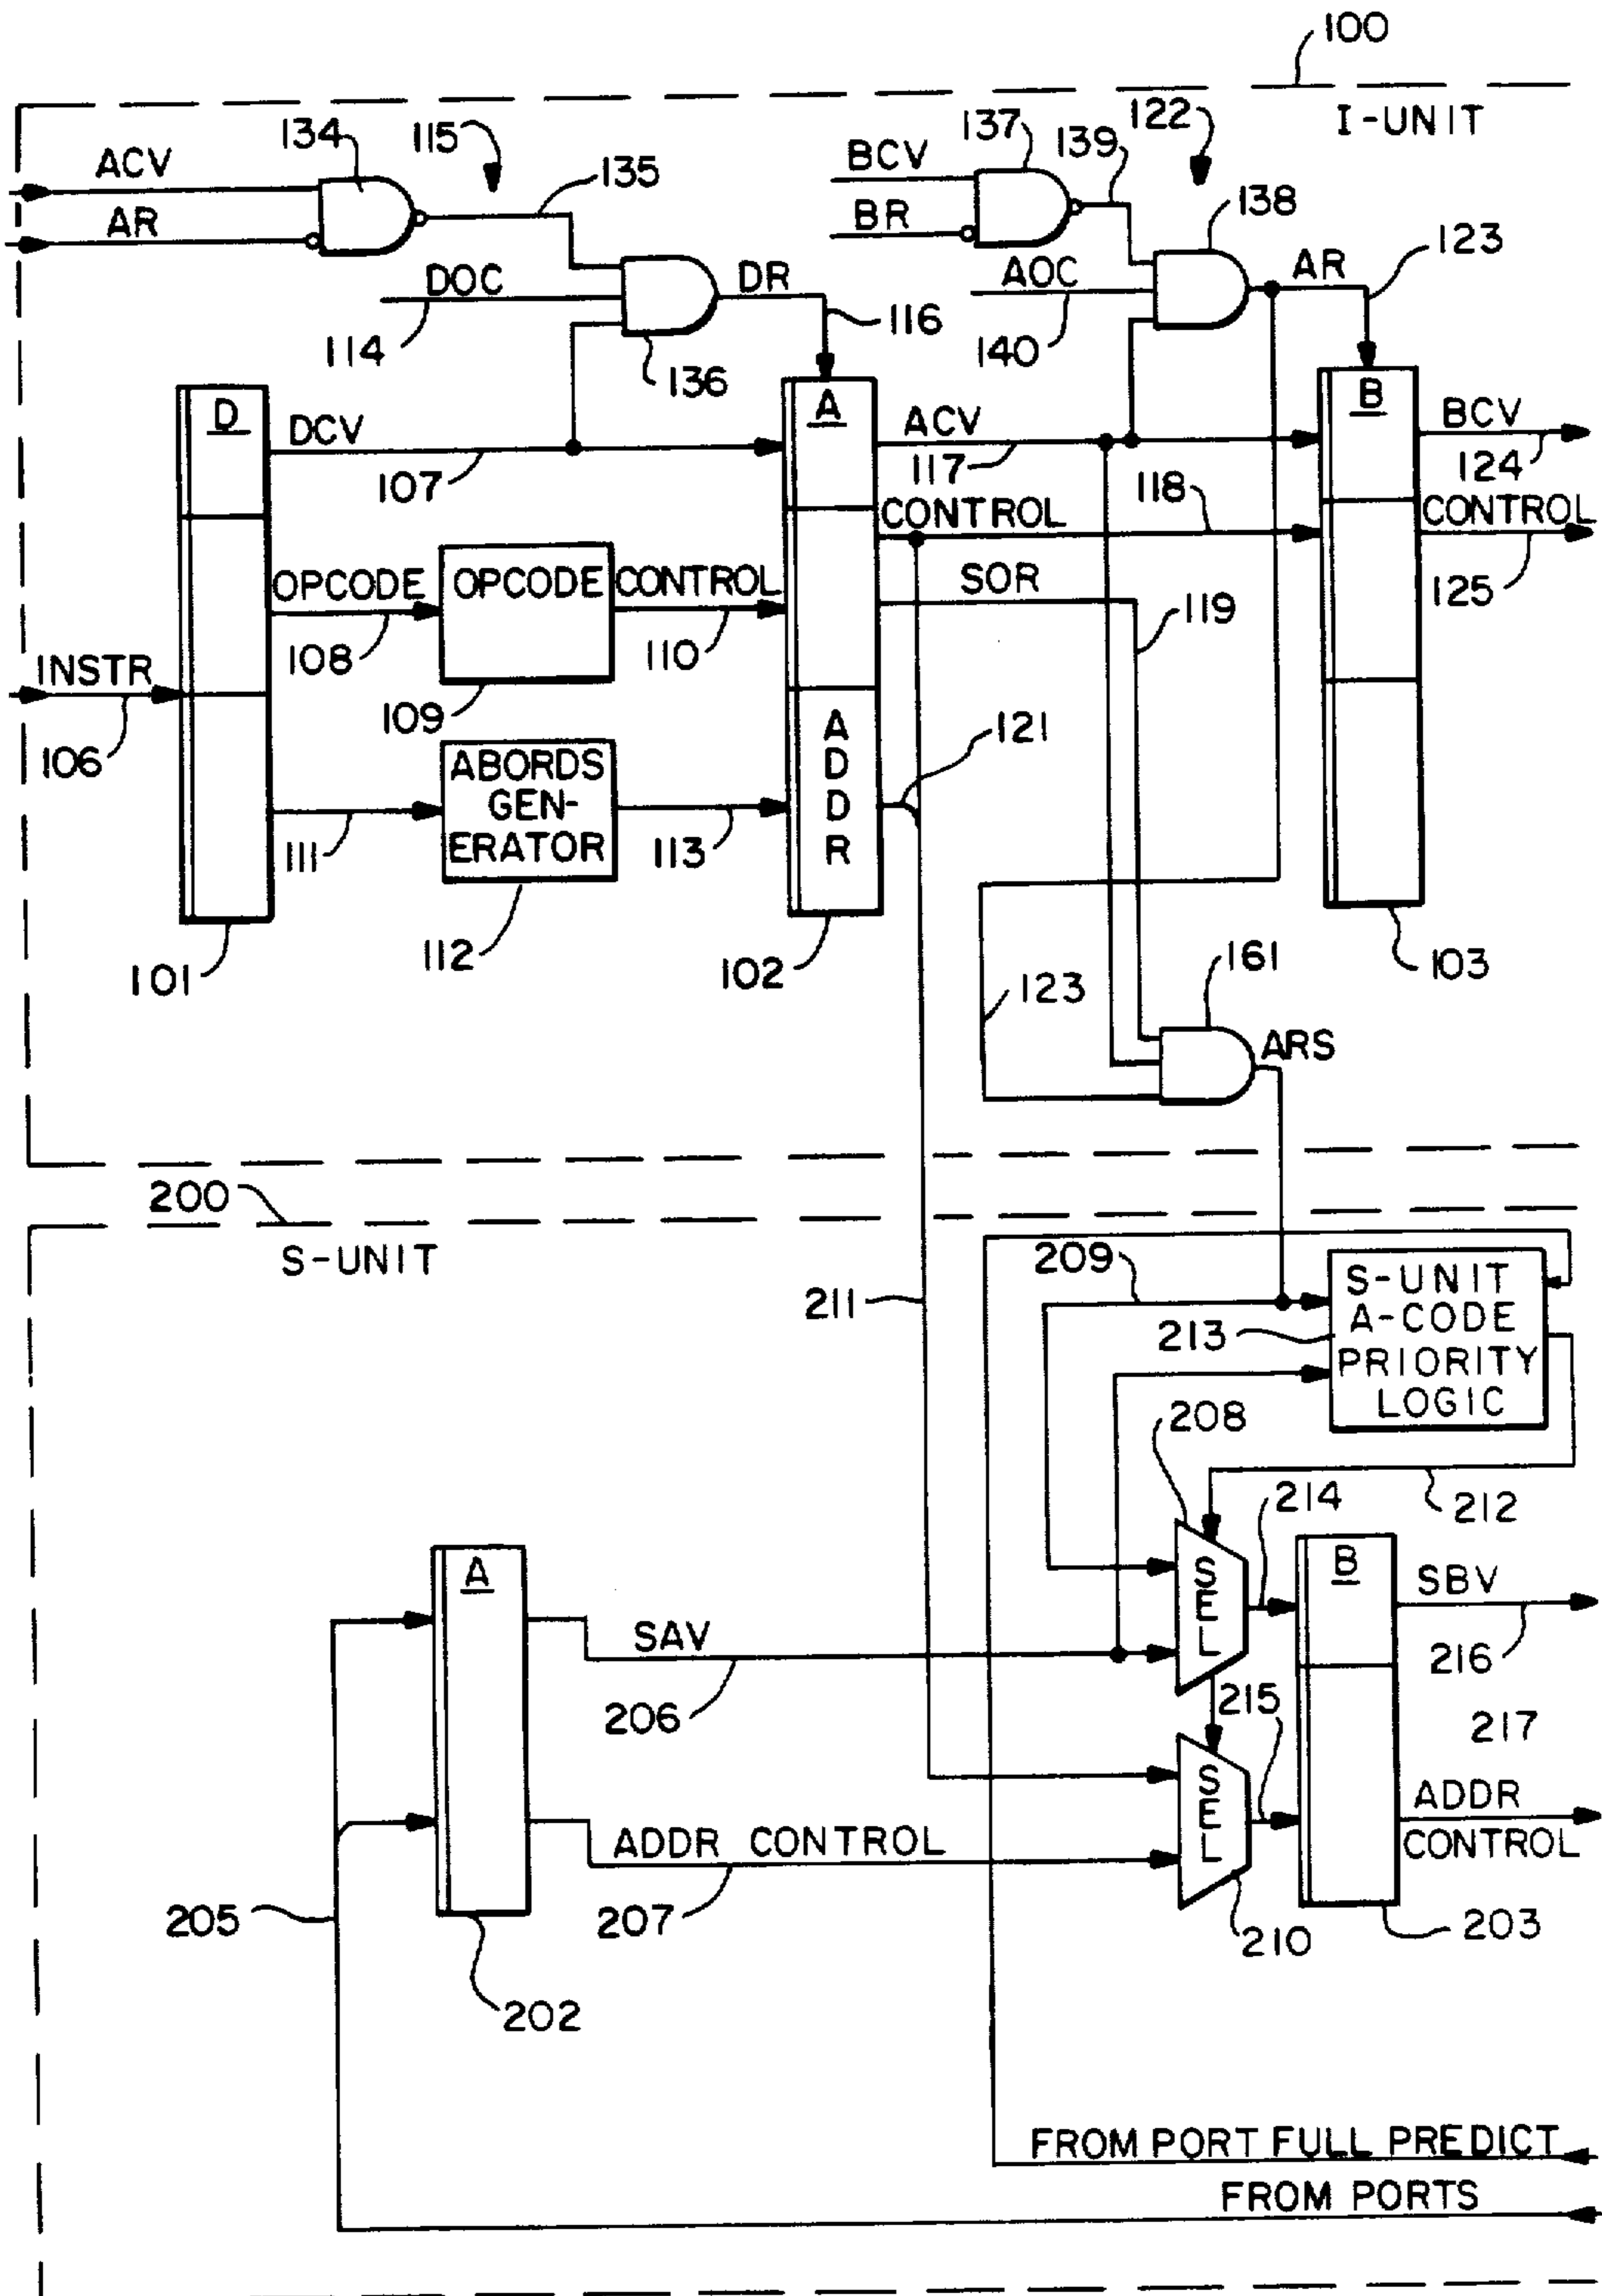 100
I-UNIT
134
115
ACV
135
AR
DOC
DR
114
136
116
137
139
122
BCV
138
BR
AOC
AR
123
140
D
DCV
107
A
ACV
117
118
B
BCV
124
CONTROL
CONTROL
125
OPCODE
OPCODE
CONTROL
SOR
108
110
119
INSTR
109
106
ABORDS
GEN-
ERATOR
111
113
ADDR
121
112
101
102
103
123
161
ARS
200
S-UNIT
209
211
213
S-UNIT
A-CODE
PRIORITY
LOGIC
208
212
214
A
SEL
B
SBV
SAV
216
206
215
217
SEL
ADDR
ADDR CONTROL
CONTROL
205
207
210
203
202
FROM PORT FULL PREDICT
FROM PORTS